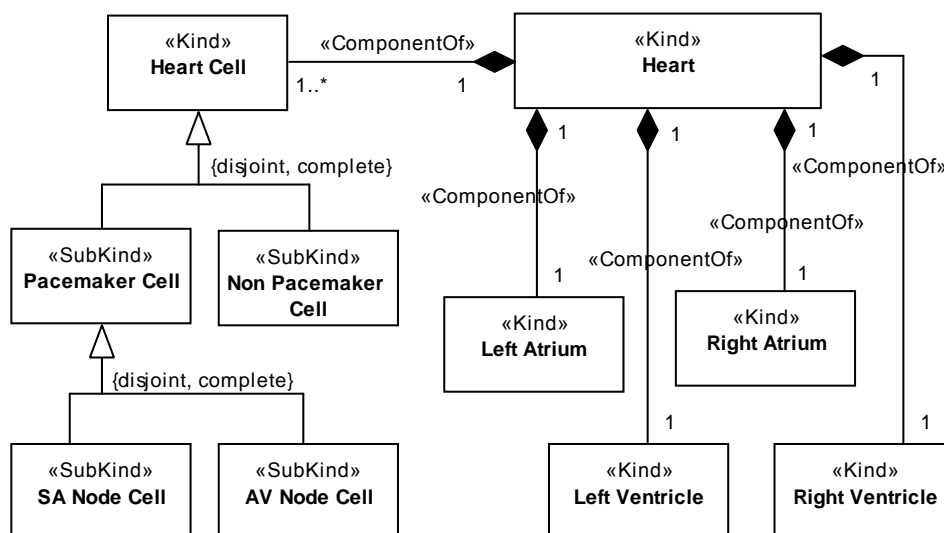 «Kind»
Heart Cell
«ComponentOf»
1..*
1
«Kind»
Heart
1
1
1
1
{disjoint, complete}
«ComponentOf»
«ComponentOf»
«ComponentOf»
«ComponentOf»
«SubKind»
Pacemaker Cell
«SubKind»
Non Pacemaker
Cell
1
1
«Kind»
Left Atrium
«Kind»
Right Atrium
{disjoint, complete}
1
1
«SubKind»
SA Node Cell
«SubKind»
AV Node Cell
«Kind»
Left Ventricle
«Kind»
Right Ventricle